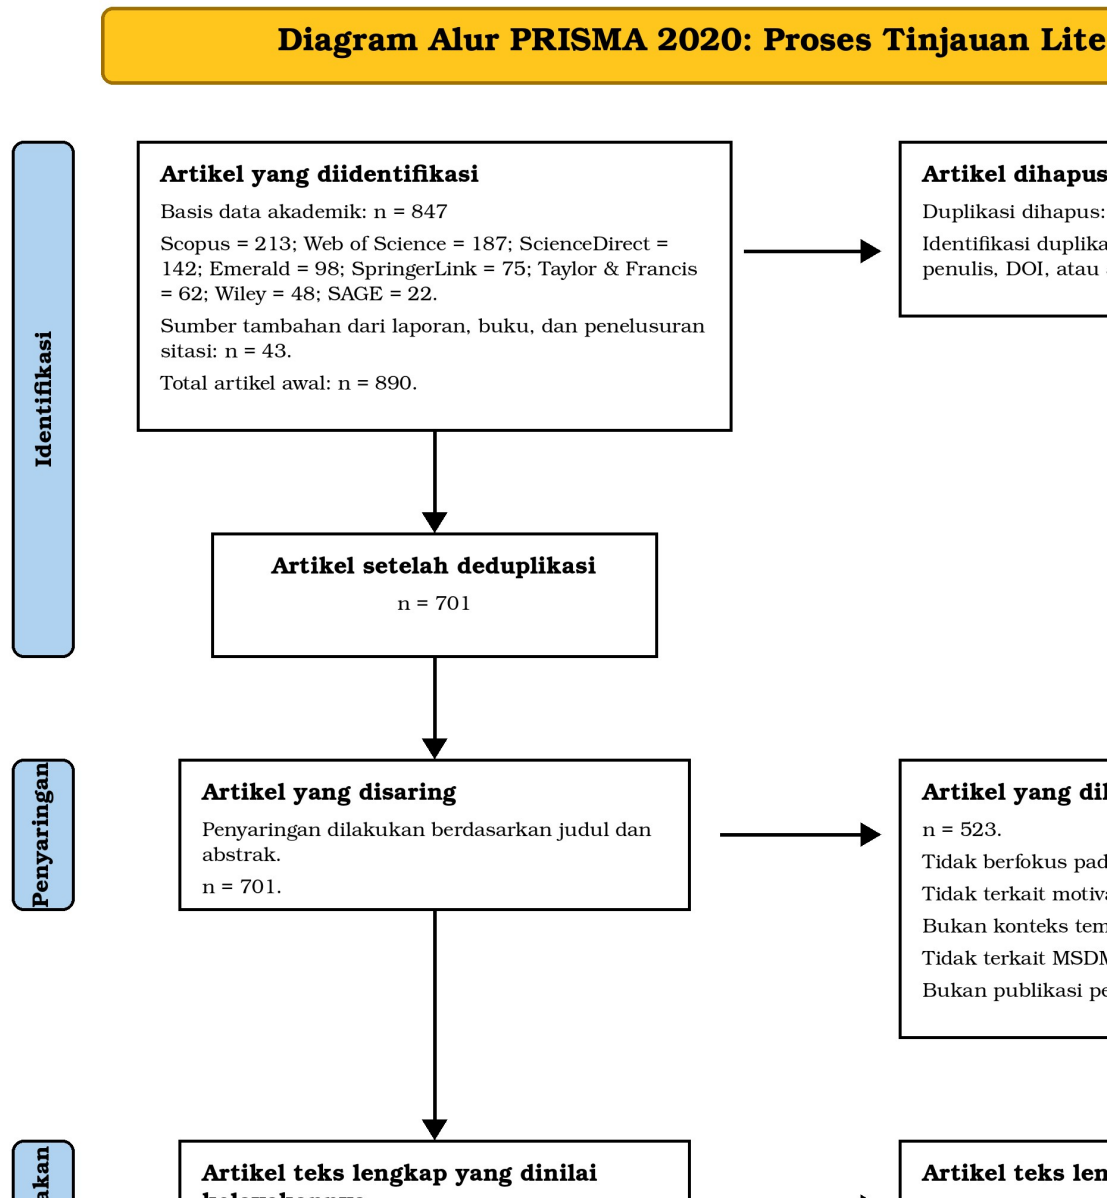 Diagram Alur PRISMA 2020: Proses Tinjauan Lite
Identifikasi
Artikel yang diidentifikasi
Basis data akademik: n = 847
Scopus = 213; Web of Science = 187; ScienceDirect =
142; Emerald = 98; SpringerLink = 75; Taylor & Francis
= 62; Wiley = 48; SAGE = 22.
Sumber tambahan dari laporan, buku, dan penelusuran
sitasi: n = 43.
Total artikel awal: n = 890.
Artikel dihapus
Duplikasi dihapus:
Identifikasi duplika
penulis, DOI, atau
Artikel setelah deduplikasi
n = 701
Penyaringan
Artikel yang disaring
Penyaringan dilakukan berdasarkan judul dan
abstrak.
n = 701.
Artikel yang dil
n = 523.
Tidak berfokus pad
Tidak terkait motiva
Bukan konteks tem
Tidak terkait MSDM
Bukan publikasi pe
akan
Artikel teks lengkap yang dinilai
Artikel teks len